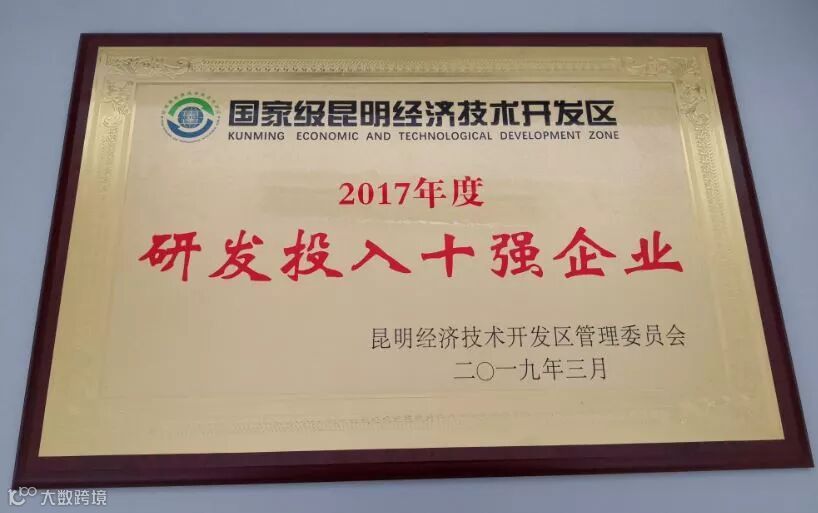 国家级昆明经济技术开发区
KUNMING ECONOMIC AND TECHNOLOGICAL DEVELOPMENT ZONE
2017年度
研发投入十强企业
昆明经济技术开发区管理委员会
二〇一九年三月
大数跨境